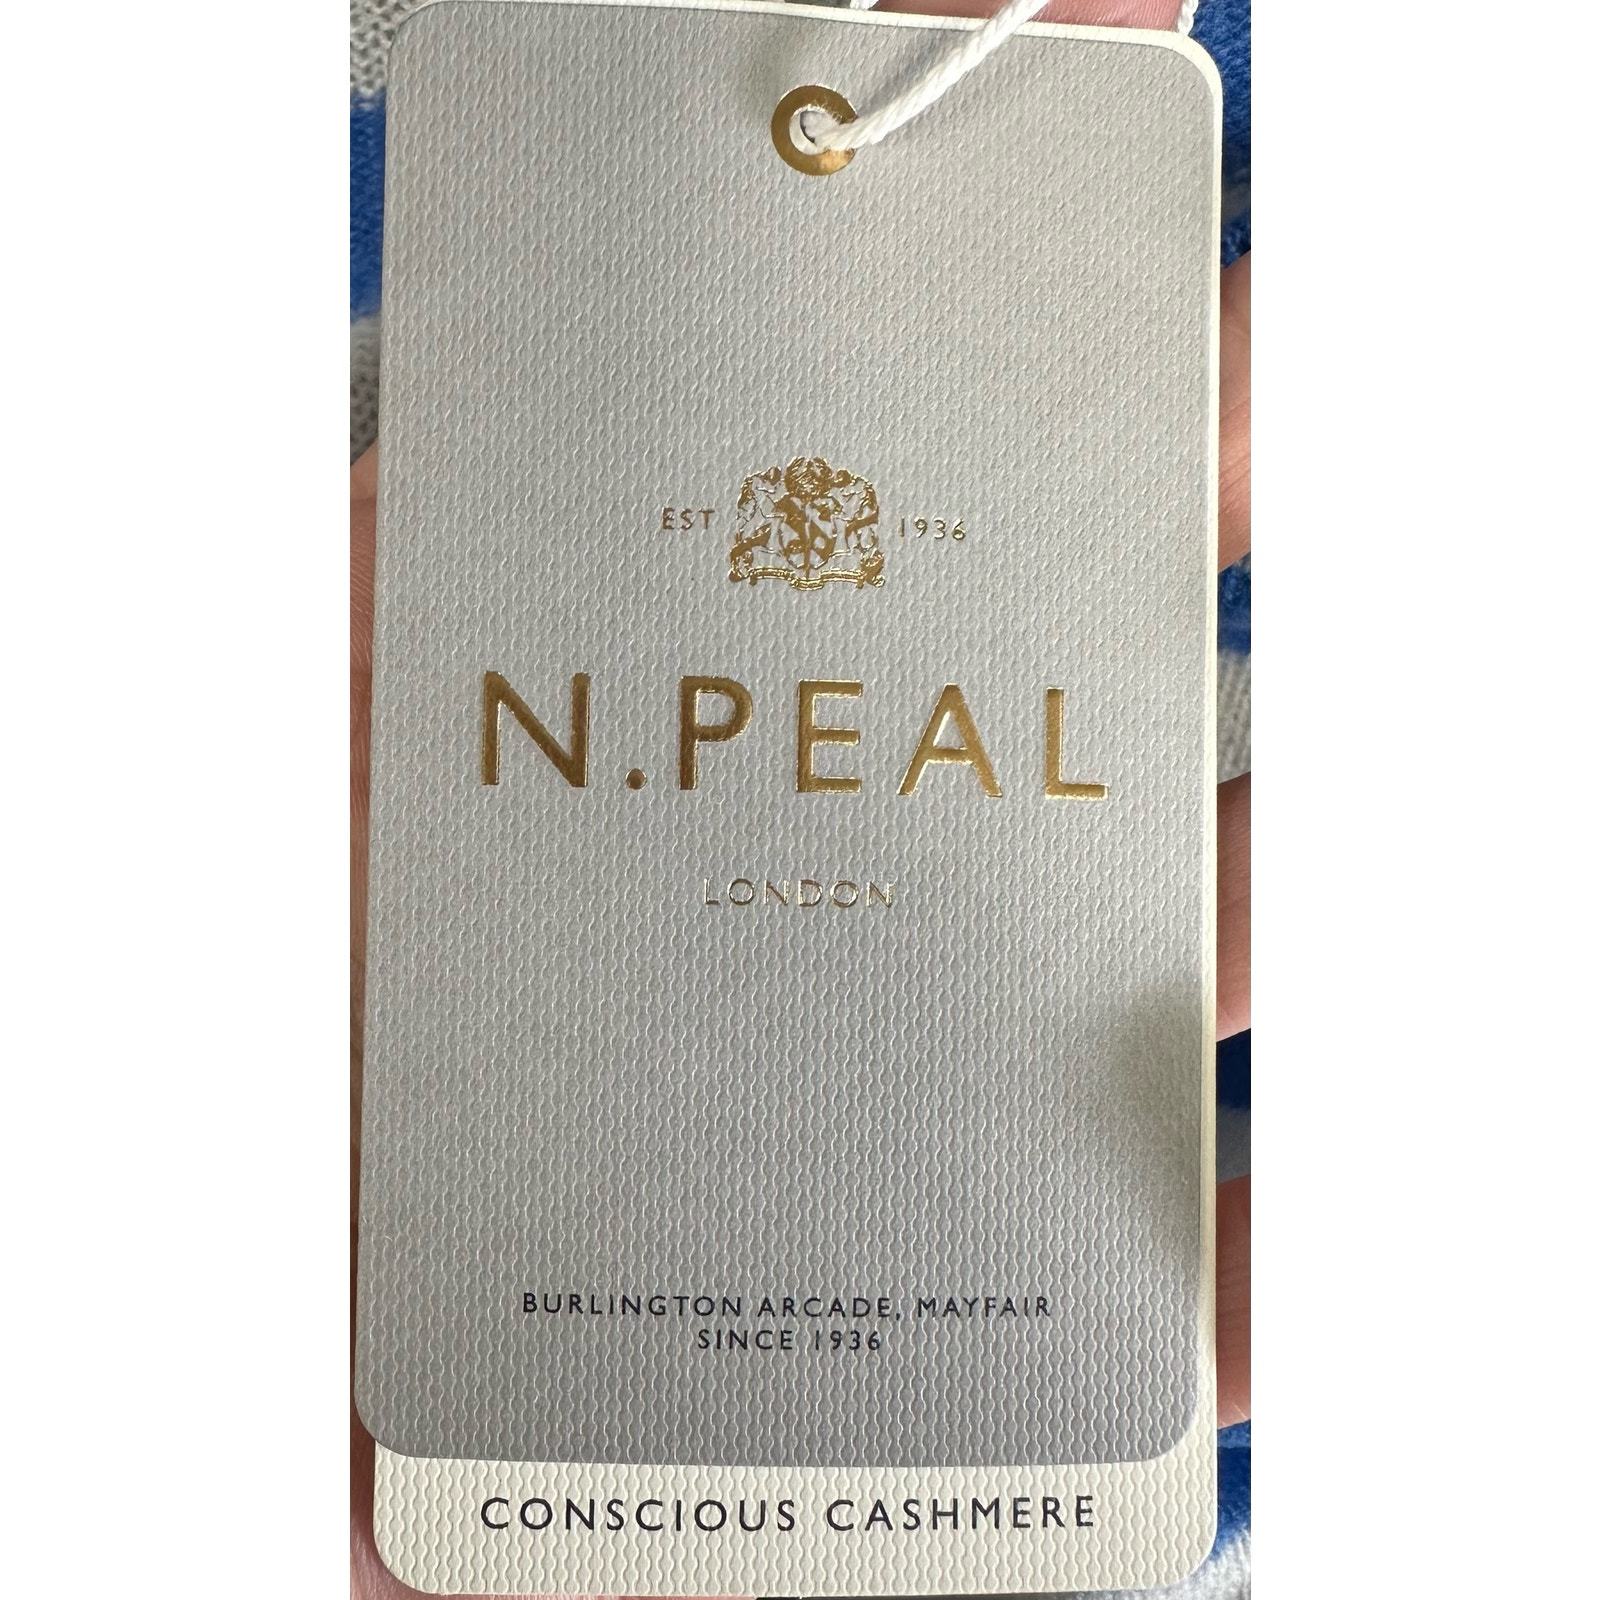 EST 1936
N.PEAL
LONDON
BURLINGTON ARCADE, MAYFAIR
SINCE 1936
CONSCIOUS CASHMERE